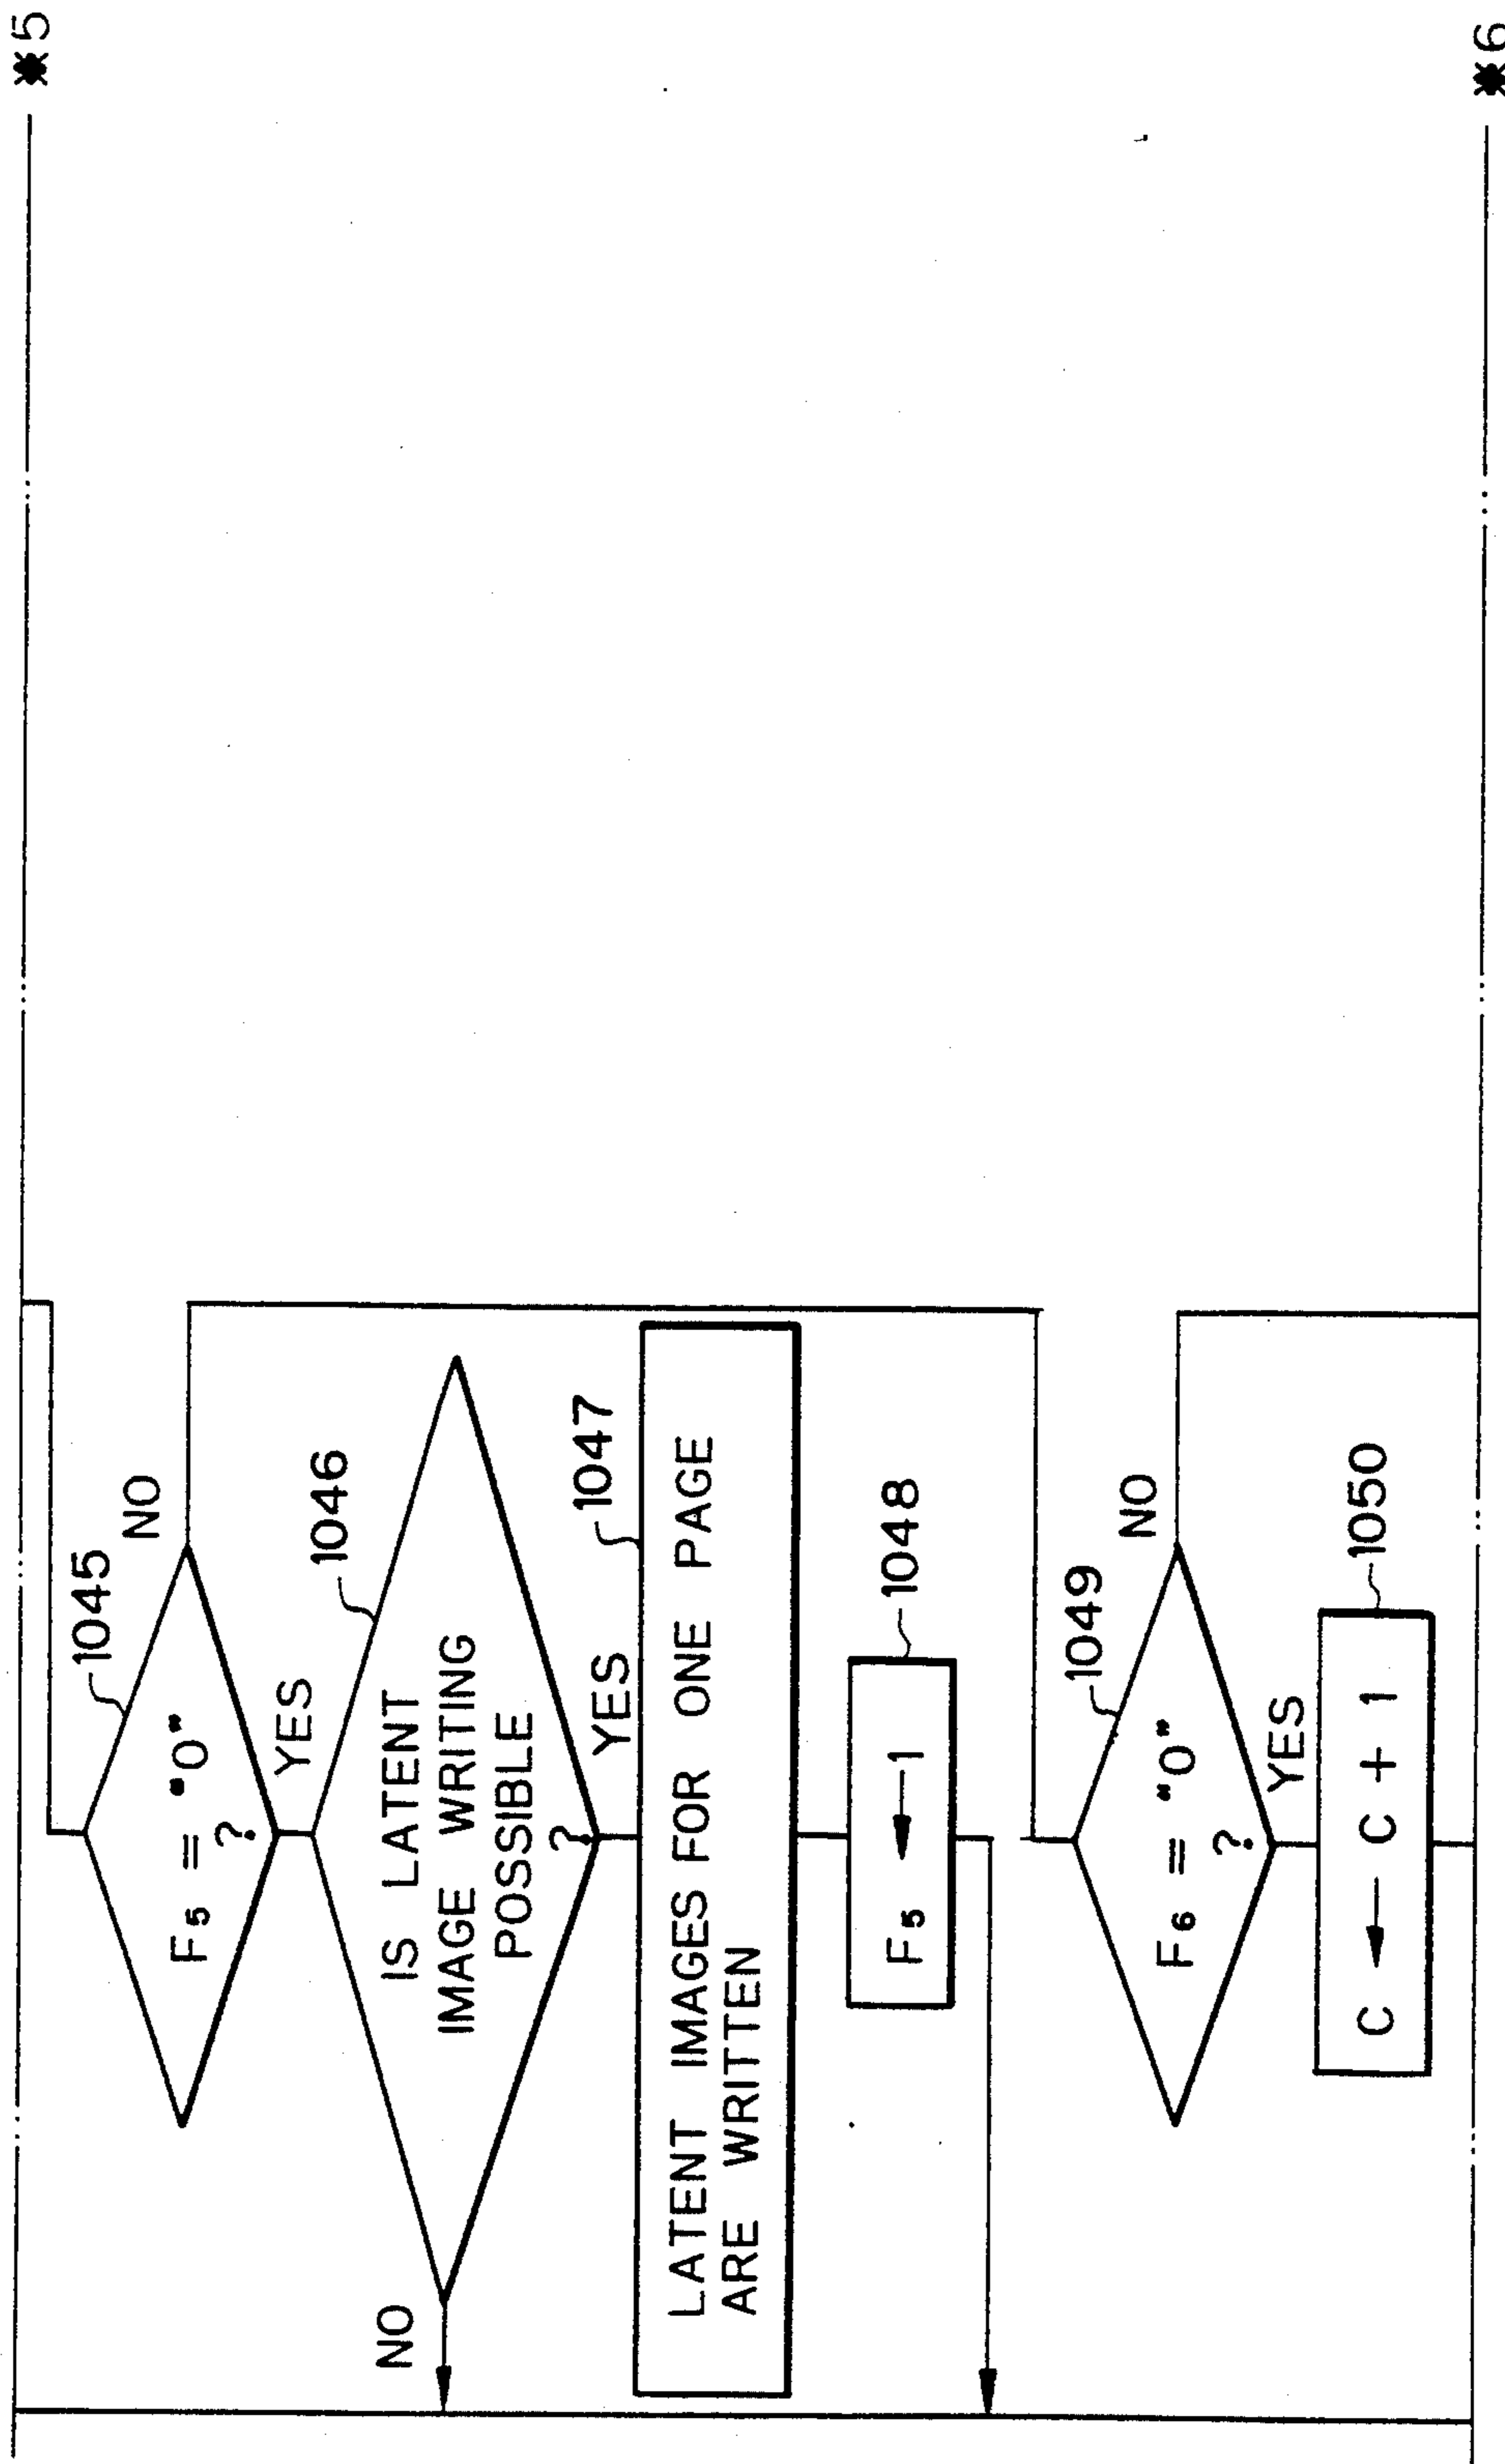 ※5
1045
F₅ = "0"
?
NO
YES
1046
IS LATENT
IMAGE WRITING
POSSIBLE
?
NO
YES
1047
LATENT IMAGES FOR ONE PAGE
ARE WRITTEN
1048
F₅ ← 1
1049
F₆ = "0"
?
NO
YES
1050
C ← C + 1
※6